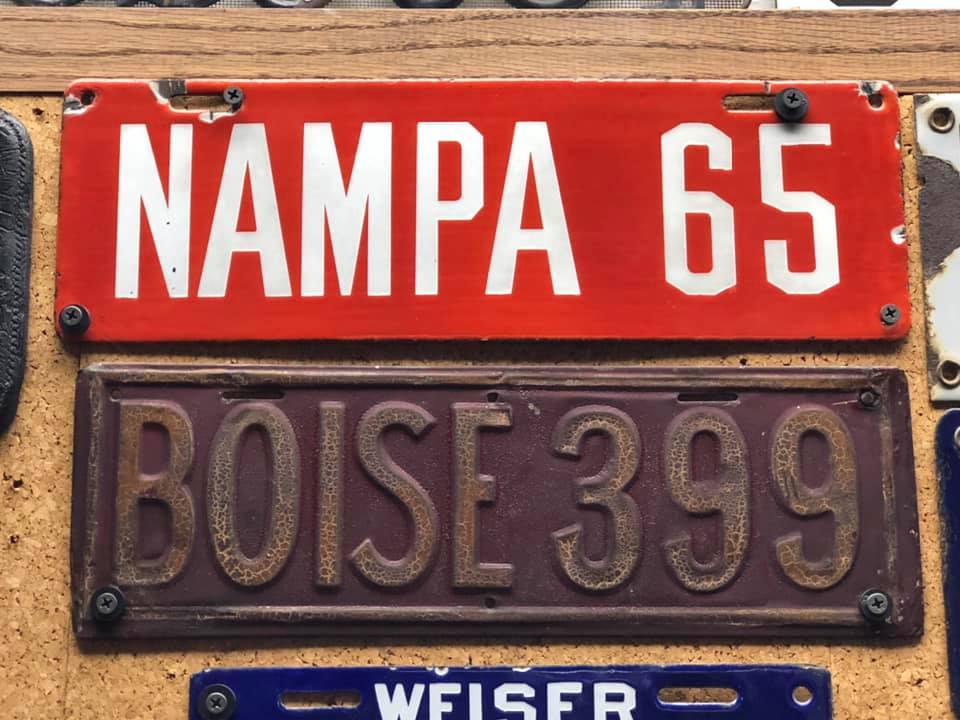 NAMPA 65
BOISE 399
WEISER